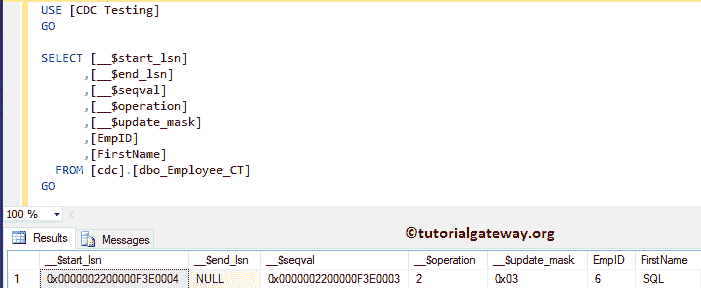 USE [CDC Testing]
GO
SELECT [__$start_lsn]
,[__$end_lsn]
,[__$seqval]
,[__$operation]
,[__$update_mask]
,[EmpID]
,[FirstName]
FROM [cdc].[dbo_Employee_CT]
GO
100 %
©tutorialgateway.org
Results Messages
__$start_lsn __$end_lsn __$seqval __$operation __$update_mask EmpID FirstName
1 0x0000002200000F3E0004 NULL 0x0000002200000F3E0003 2 0x03 6 SQL